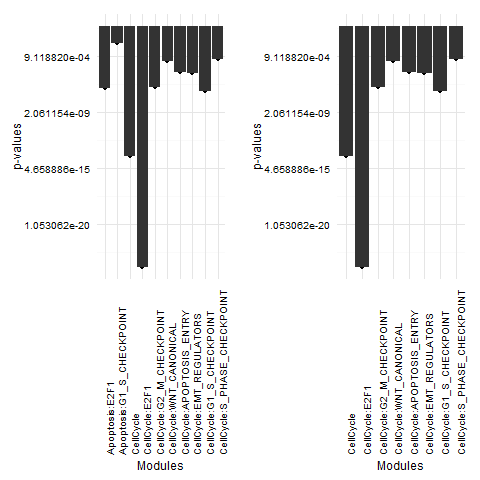 9.118820e-04
2.061154e-09
4.658886e-15
1.053062e-20
p-values
Apoptosis:E2F1
Apoptosis:G1_S_CHECKPOINT
CellCycle
CellCycle:E2F1
CellCycle:G2_M_CHECKPOINT
CellCycle:WNT_CANONICAL
CellCycle:APOPTOSIS_ENTRY
CellCycle:EMT_REGULATORS
CellCycle:G1_S_CHECKPOINT
CellCycle:S_PHASE_CHECKPOINT
Modules
9.118820e-04
2.061154e-09
4.658886e-15
1.053062e-20
p-values
CellCycle
CellCycle:E2F1
CellCycle:G2_M_CHECKPOINT
CellCycle:WNT_CANONICAL
CellCycle:APOPTOSIS_ENTRY
CellCycle:EMT_REGULATORS
CellCycle:G1_S_CHECKPOINT
CellCycle:S_PHASE_CHECKPOINT
Modules